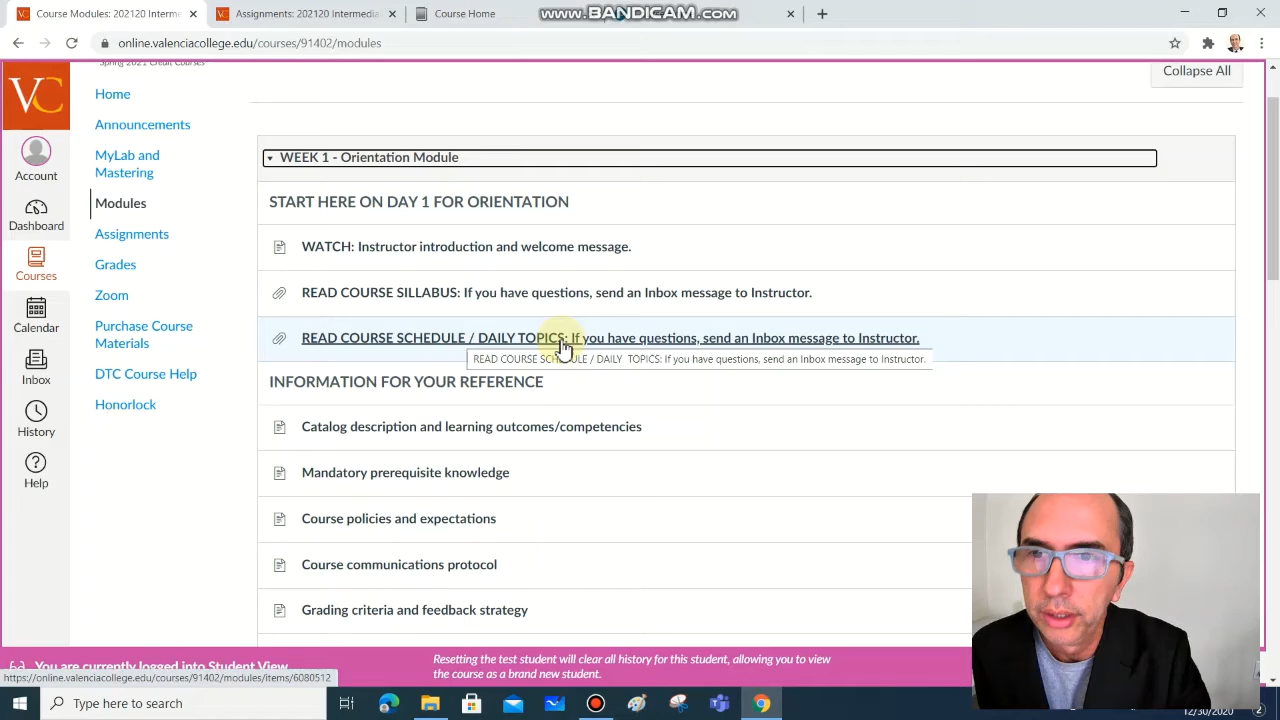 Course Modules: 202120 Interme
Assignments: 202120 Intermedia
Course Home
www.BANDICAM.com
online.valenciacollege.edu/courses/91402/modules
Spring 2021 Credit Courses
Collapse All
VC
Account
Dashboard
Courses
Calendar
Inbox
History
Help
Home
Announcements
MyLab and
Mastering
Modules
Assignments
Grades
Zoom
Purchase Course
Materials
DTC Course Help
Honorlock
WEEK 1 - Orientation Module
START HERE ON DAY 1 FOR ORIENTATION
WATCH: Instructor introduction and welcome message.
READ COURSE SILLABUS: If you have questions, send an Inbox message to Instructor.
READ COURSE SCHEDULE / DAILY TOPICS: If you have questions, send an Inbox message to Instructor.
READ COURSE SCHEDULE / DAILY TOPICS: If you have questions, send an Inbox message to Instructor.
INFORMATION FOR YOUR REFERENCE
Catalog description and learning outcomes/competencies
Mandatory prerequisite knowledge
Course policies and expectations
Course communications protocol
Grading criteria and feedback strategy
You are currently logged into Student View
Resetting the test student will clear all history for this student, allowing you to view
the course as a brand new student.
https://online.valenciacollege.edu/courses/91402/modules/items/6080512
Type here to search
12/30/2020
2